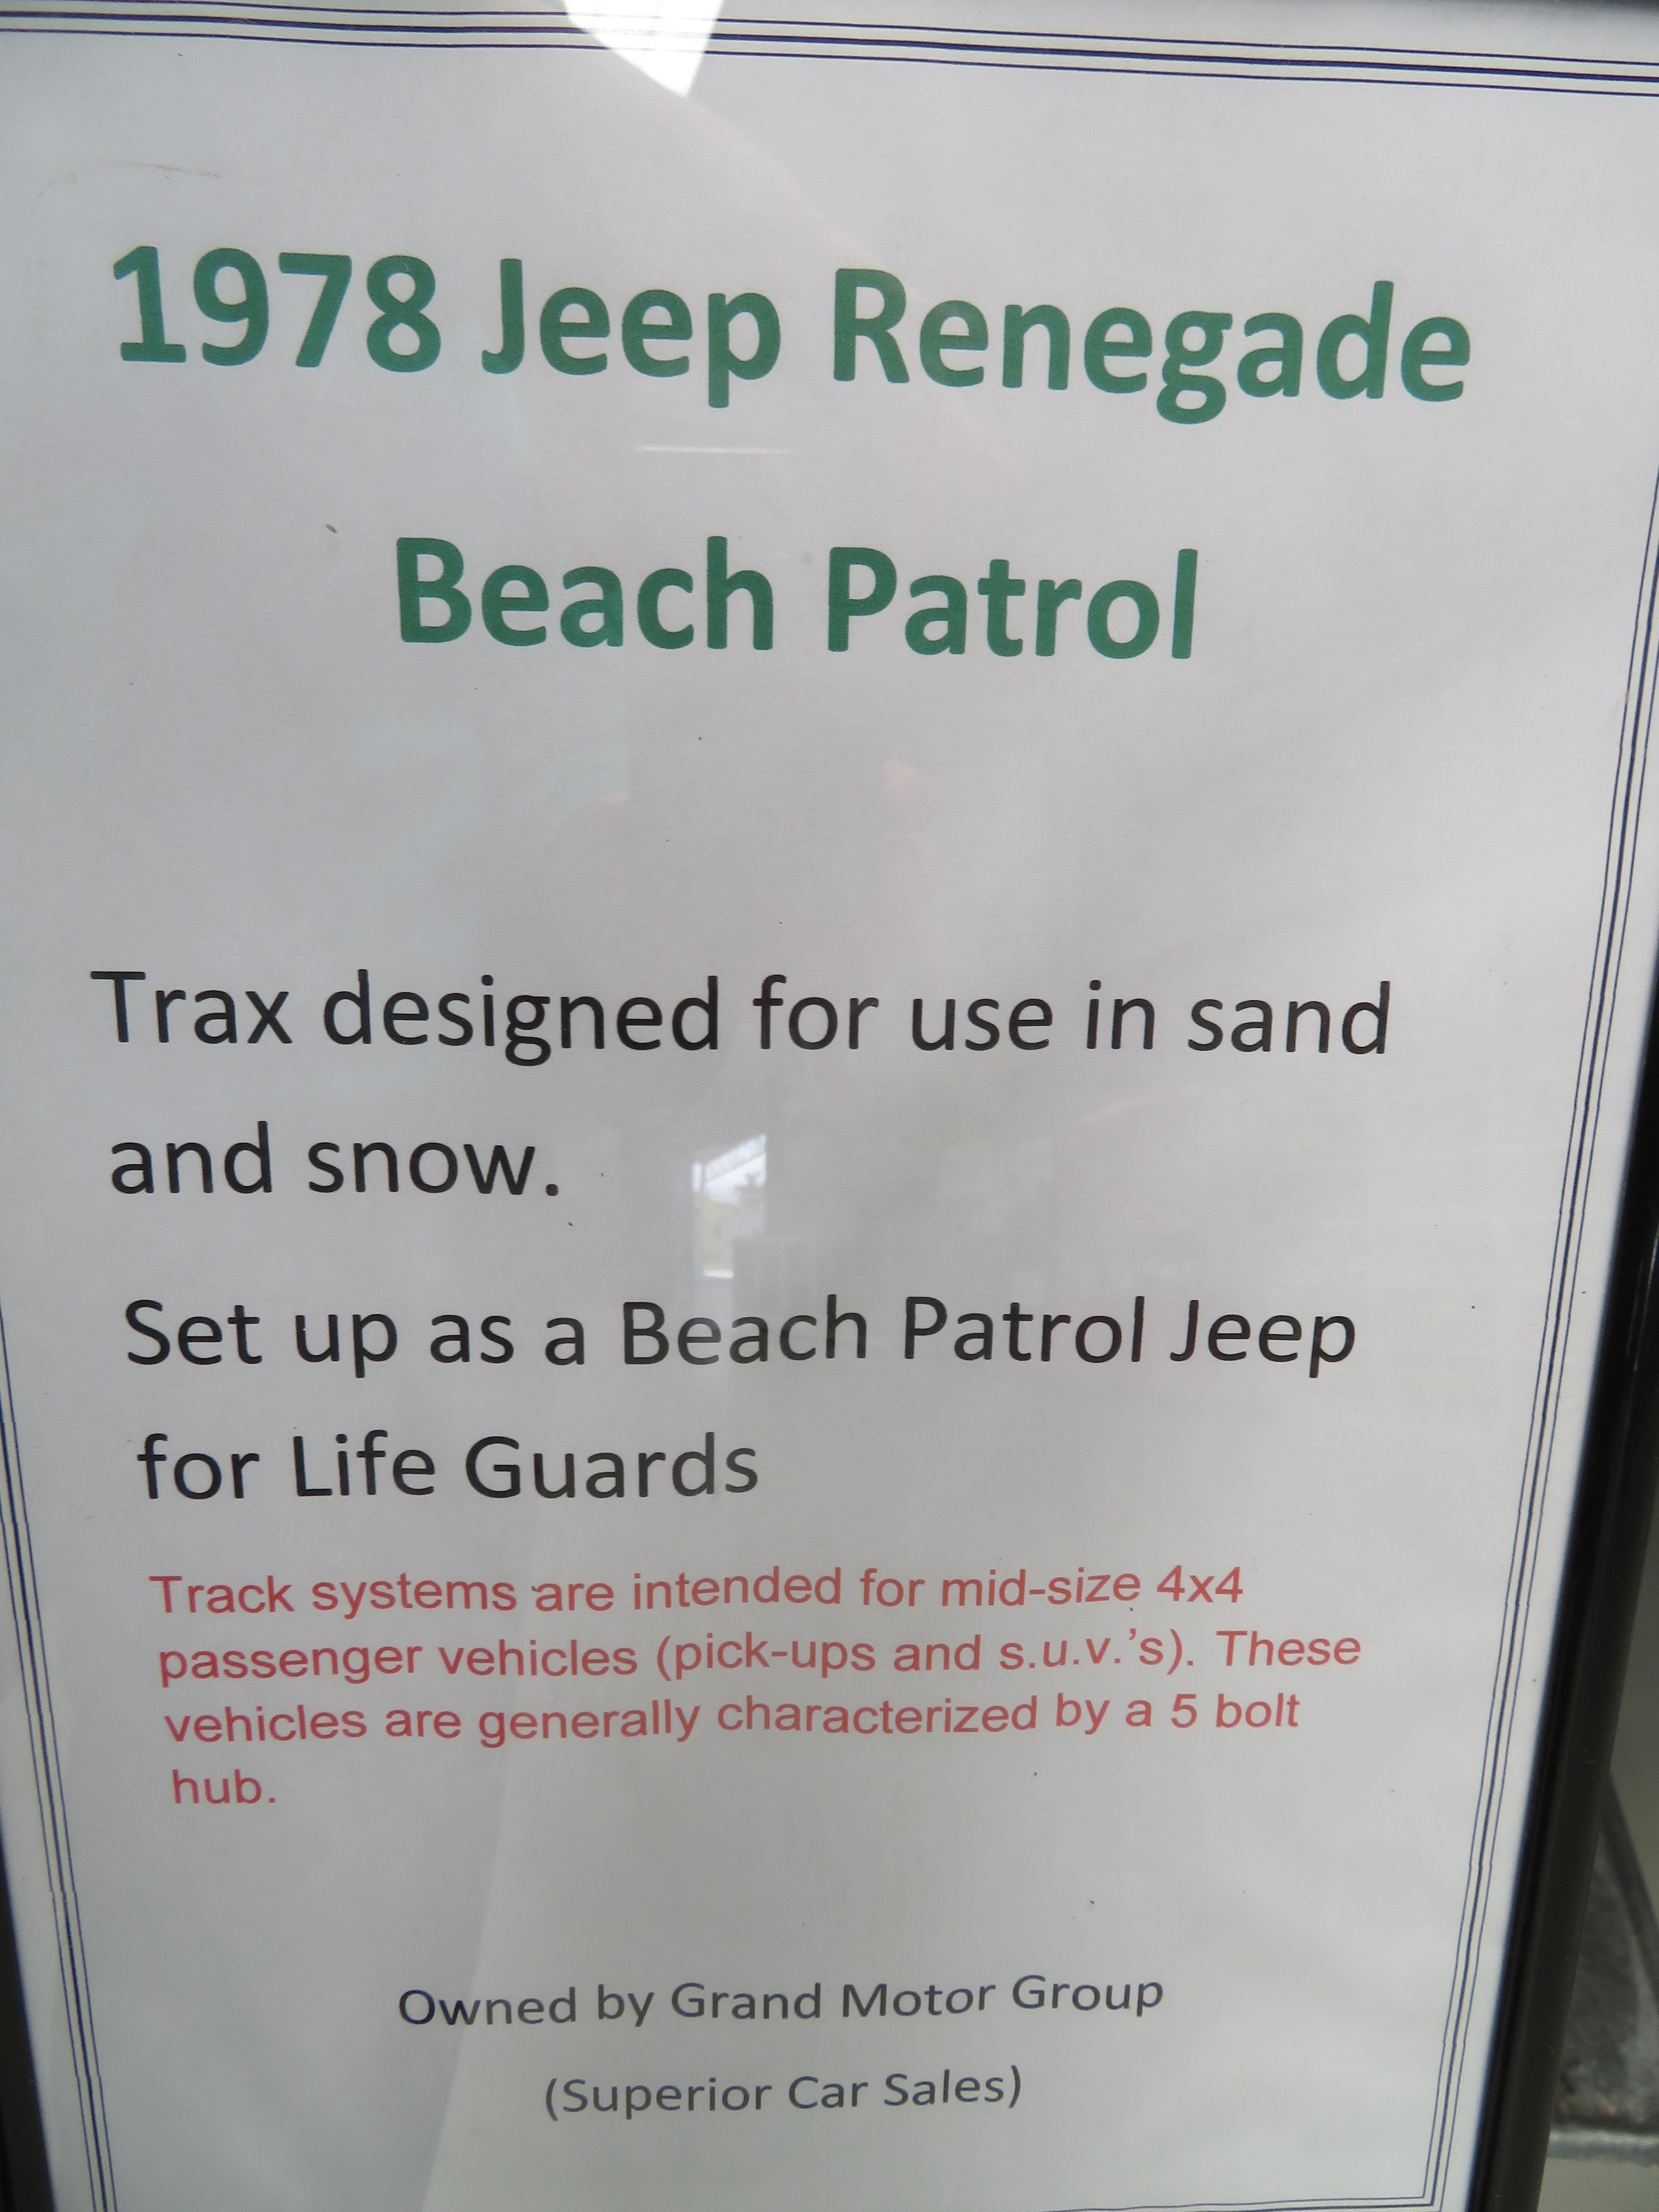 1978 Jeep Renegade
Beach Patrol
Trax designed for use in sand
and snow.
Set up as a Beach Patrol Jeep
for Life Guards
Track systems are intended for mid-size 4x4
passenger vehicles (pick-ups and s.u.v.’s). These
vehicles are generally characterized by a 5 bolt
hub.
Owned by Grand Motor Group
(Superior Car Sales)